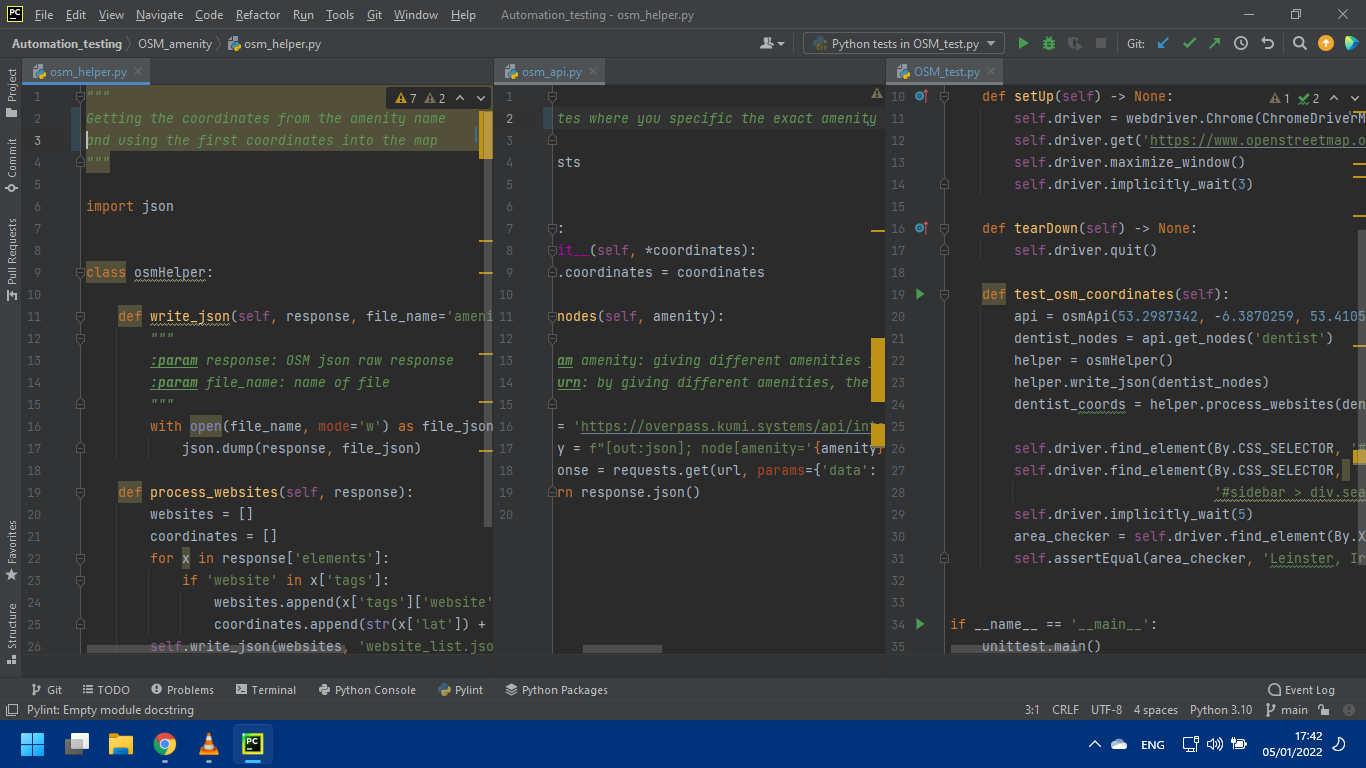 PC File Edit View Navigate Code Refactor Run Tools Git Window Help Automation_testing - osm_helper.py
Automation_testing OSM_amenity osm_helper.py Python tests in OSM_test.py Git:
Project
Commit
Pull Requests
Favorites
Structure
osm_helper.py
7 2
1 """
2 Getting the coordinates from the amenity name
3 and using the first coordinates into the map
4 """
5
6 import json
7
8
9 class osmHelper:
10
11 def write_json(self, response, file_name='ameni
12 """
13 :param response: OSM json raw response
14 :param file_name: name of file
15 """
16 with open(file_name, mode='w') as file_json
17 json.dump(response, file_json)
18
19 def process_websites(self, response):
20 websites = []
21 coordinates = []
22 for x in response['elements']:
23 if 'website' in x['tags']:
24 websites.append(x['tags']['website'
25 coordinates.append(str(x['lat']) +
26 self.write_json(websites, 'website_list.jso
osm_api.py
1
2 tes where you specific the exact amenity
3
4 sts
5
6
7 :
8 it__(self, *coordinates):
9 .coordinates = coordinates
10
11 nodes(self, amenity):
12
13 am amenity: giving different amenities
14 urn: by giving different amenities, the
15
16 = 'https://overpass.kumi.systems/api/int
17 y = f"[out:json]; node[amenity='{amenity}
18 onse = requests.get(url, params={'data':
19 rn response.json()
20
OSM_test.py
1 2
10 def setUp(self) -> None:
11 self.driver = webdriver.Chrome(ChromeDriverM
12 self.driver.get('https://www.openstreetmap.o
13 self.driver.maximize_window()
14 self.driver.implicitly_wait(3)
15
16 def tearDown(self) -> None:
17 self.driver.quit()
18
19 def test_osm_coordinates(self):
20 api = osmApi(53.2987342, -6.3870259, 53.4105
21 dentist_nodes = api.get_nodes('dentist')
22 helper = osmHelper()
23 helper.write_json(dentist_nodes)
24 dentist_coords = helper.process_websites(den
25
26 self.driver.find_element(By.CSS_SELECTOR, '#
27 self.driver.find_element(By.CSS_SELECTOR,
28 '#sidebar > div.sea
29 self.driver.implicitly_wait(5)
30 area_checker = self.driver.find_element(By.X
31 self.assertEqual(area_checker, 'Leinster, Ir
32
33
34 if __name__ == '__main__':
35 unittest.main()
Git TODO Problems Terminal Python Console Pylint Python Packages Event Log
Pylint: Empty module docstring 3:1 CRLF UTF-8 4 spaces Python 3.10 main
PC ENG 17:42
05/01/2022